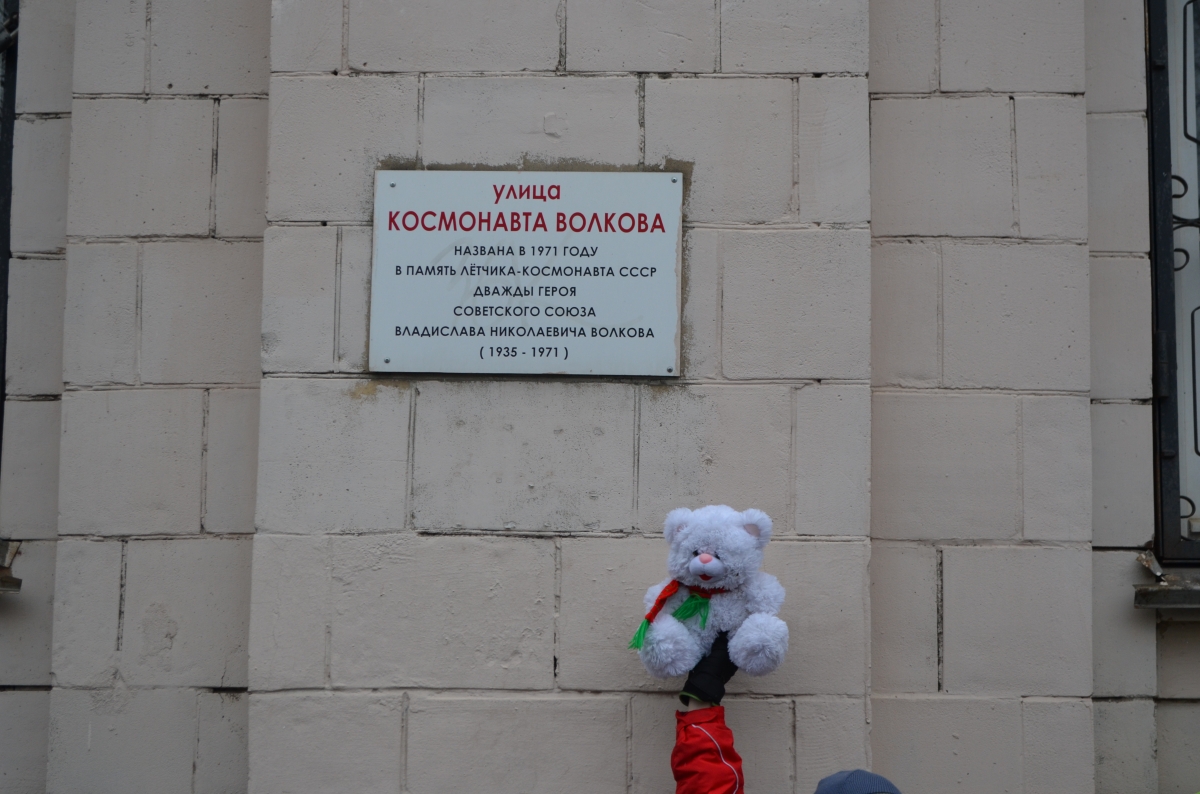 улица
КОСМОНАВТА ВОЛКОВА
НАЗВАНА В 1971 ГОДУ
В ПАМЯТЬ ЛЁТЧИКА-КОСМОНАВТА СССР
ДВАЖДЫ ГЕРОЯ
СОВЕТСКОГО СОЮЗА
ВЛАДИСЛАВА НИКОЛАЕВИЧА ВОЛКОВА
( 1935 - 1971 )